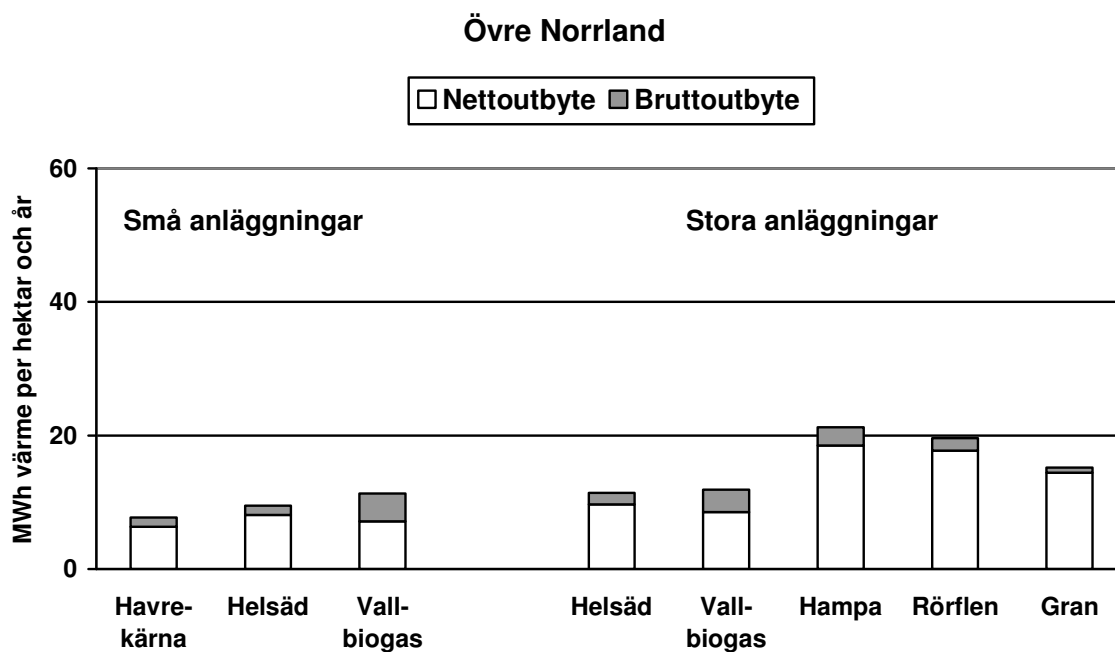 Övre Norrland
Nettoutbyte Bruttoutbyte
MWh värme per hektar och år
60
40
20
0
Små anläggningar
Stora anläggningar
Havre-
kärna
Helsäd
Vall-
biogas
Helsäd
Vall-
biogas
Hampa
Rörflen
Gran